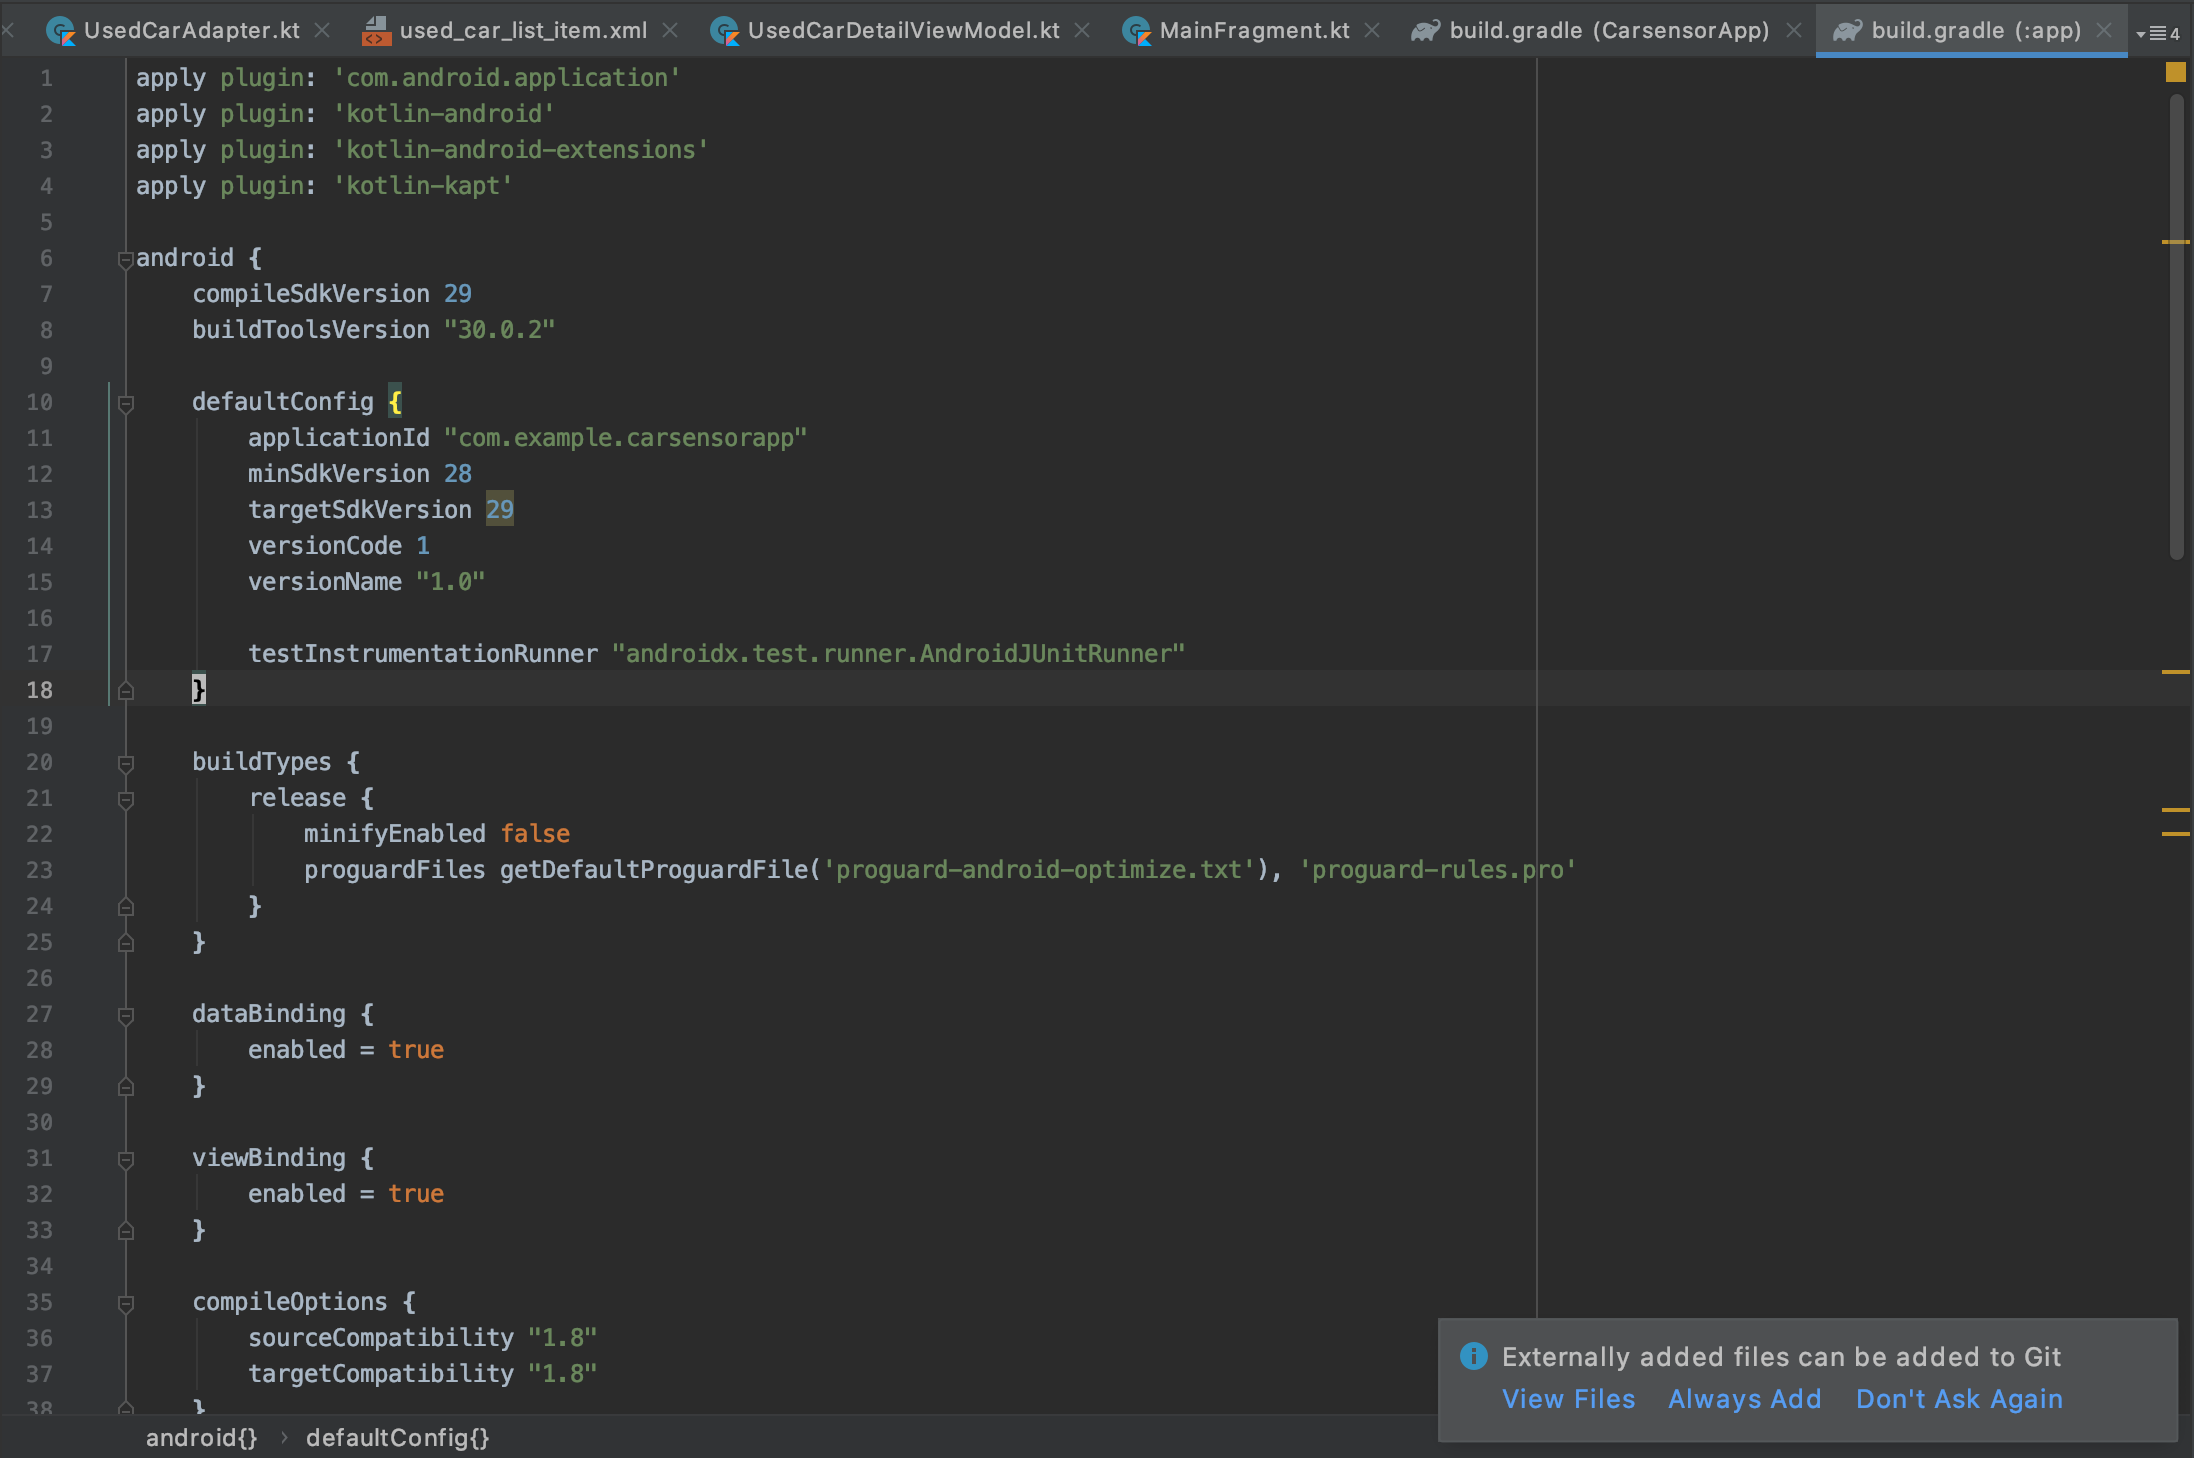 UsedCarAdapter.kt used_car_list_item.xml UsedCarDetailViewModel.kt MainFragment.kt build.gradle (CarsensorApp) build.gradle (:app) 4
1 apply plugin: 'com.android.application'
2 apply plugin: 'kotlin-android'
3 apply plugin: 'kotlin-android-extensions'
4 apply plugin: 'kotlin-kapt'
5
6 android {
7 compileSdkVersion 29
8 buildToolsVersion "30.0.2"
9
10 defaultConfig {
11 applicationId "com.example.carsensorapp"
12 minSdkVersion 28
13 targetSdkVersion 29
14 versionCode 1
15 versionName "1.0"
16
17 testInstrumentationRunner "androidx.test.runner.AndroidJUnitRunner"
18 }
19
20 buildTypes {
21 release {
22 minifyEnabled false
23 proguardFiles getDefaultProguardFile('proguard-android-optimize.txt'), 'proguard-rules.pro'
24 }
25 }
26
27 dataBinding {
28 enabled = true
29 }
30
31 viewBinding {
32 enabled = true
33 }
34
35 compileOptions {
36 sourceCompatibility "1.8"
37 targetCompatibility "1.8"
38 }
Externally added files can be added to Git
View Files Always Add Don't Ask Again
android{} › defaultConfig{}